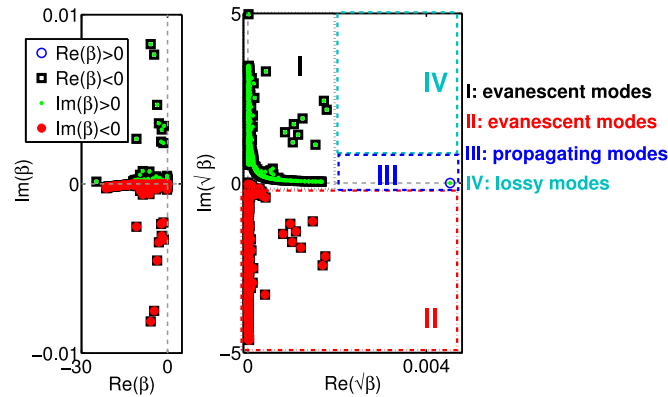 0.01
0
−0.01
Im(β)
−30
0
Re(β)
Re(β)>0
Re(β)<0
Im(β)>0
Im(β)<0
5
0
−5
Im(√β)
0
0.004
Re(√β)
I
II
III
IV
I: evanescent modes
II: evanescent modes
III: propagating modes
IV: lossy modes